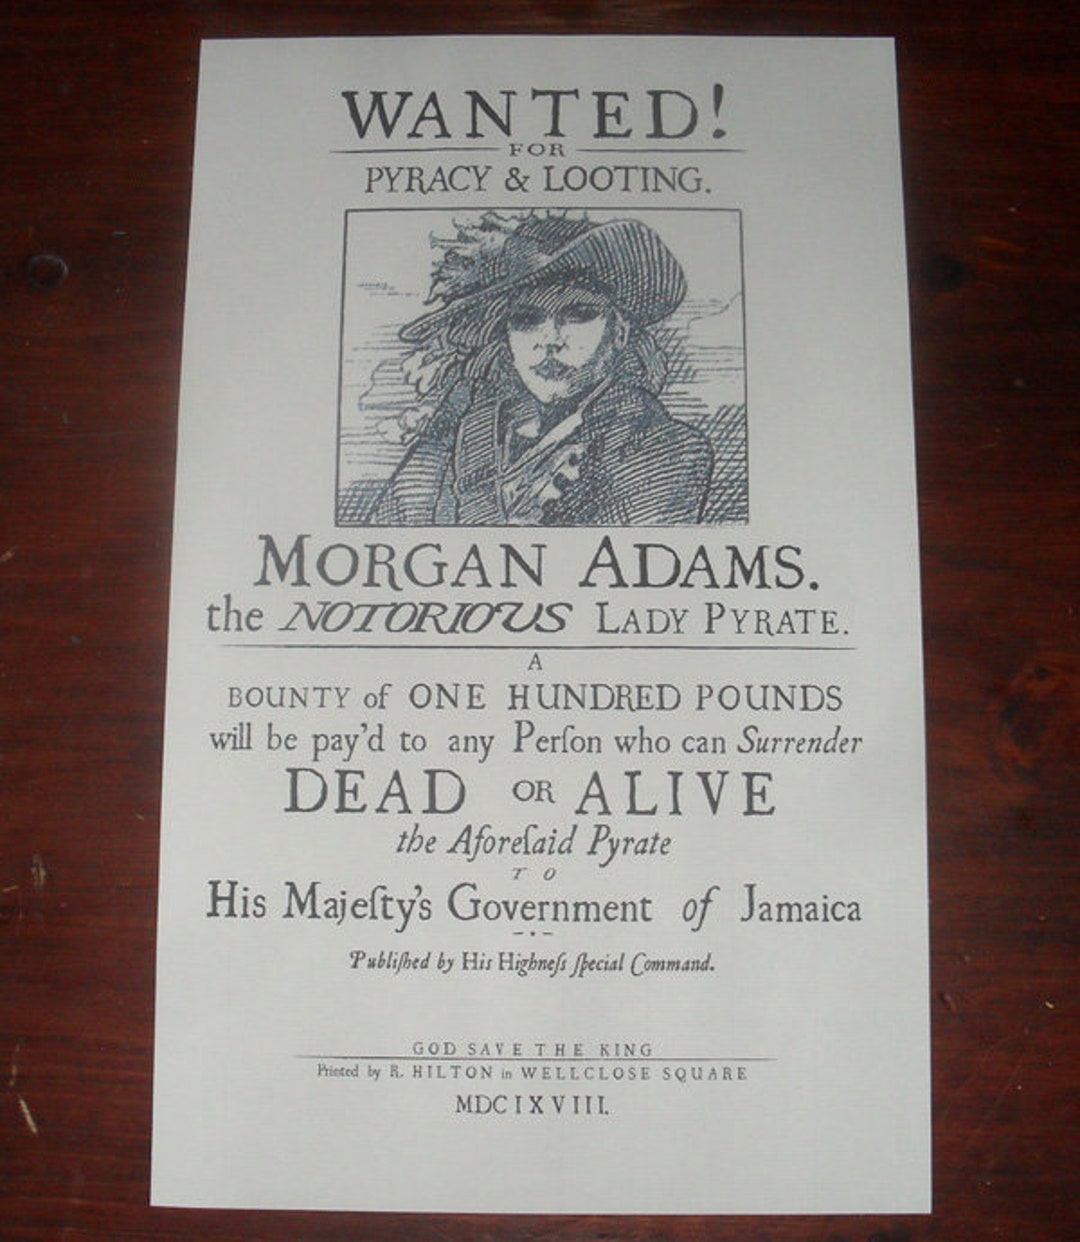 WANTED!
FOR
PYRACY & LOOTING.
MORGAN ADAMS.
the NOTORIOUS LADY PYRATE.
A
BOUNTY of ONE HUNDRED POUNDS
will be pay'd to any Perſon who can Surrender
DEAD OR ALIVE
the Aforeſaid Pyrate
TO
His Majeſty's Government of Jamaica
Publiſhed by His Highneſs ſpecial Command.
GOD SAVE THE KING
Printed by R. HILTON in WELLCLOSE SQUARE
MDCIXVIII.